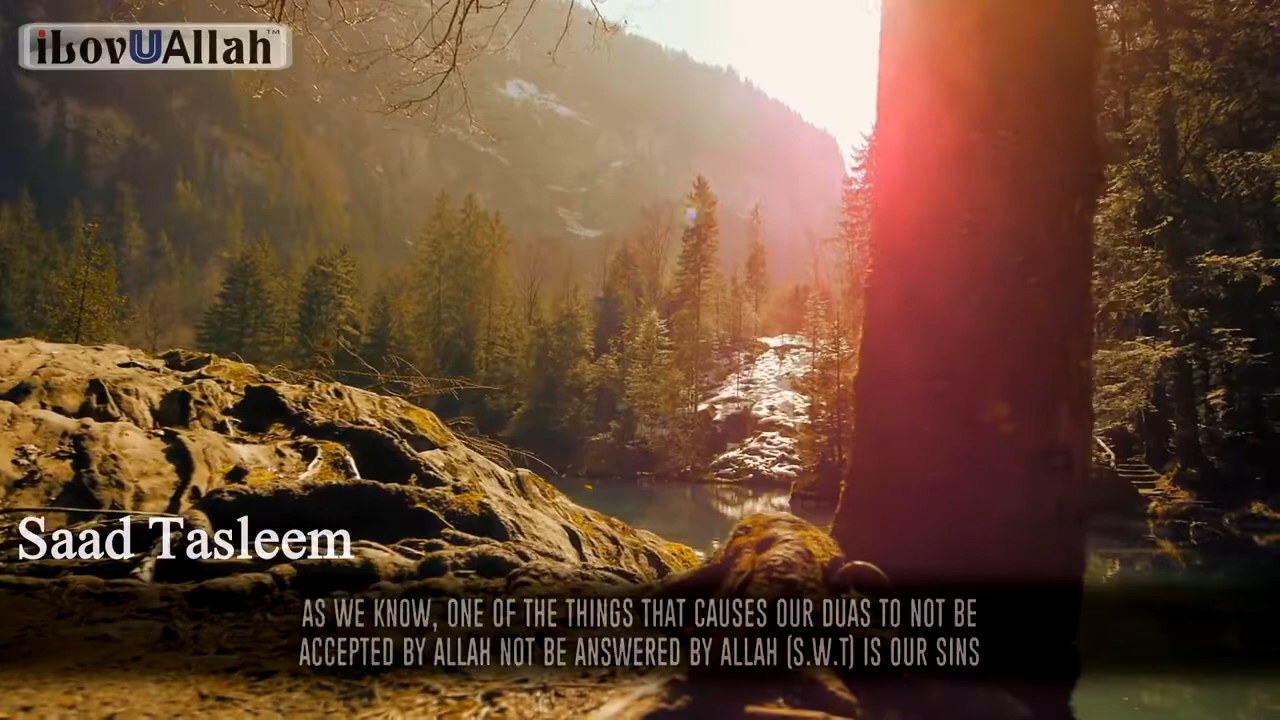 iLovUAllah™
Saad Tasleem
AS WE KNOW, ONE OF THE THINGS THAT CAUSES OUR DUAS TO NOT BE
ACCEPTED BY ALLAH NOT BE ANSWERED BY ALLAH (S.W.T) IS OUR SINS